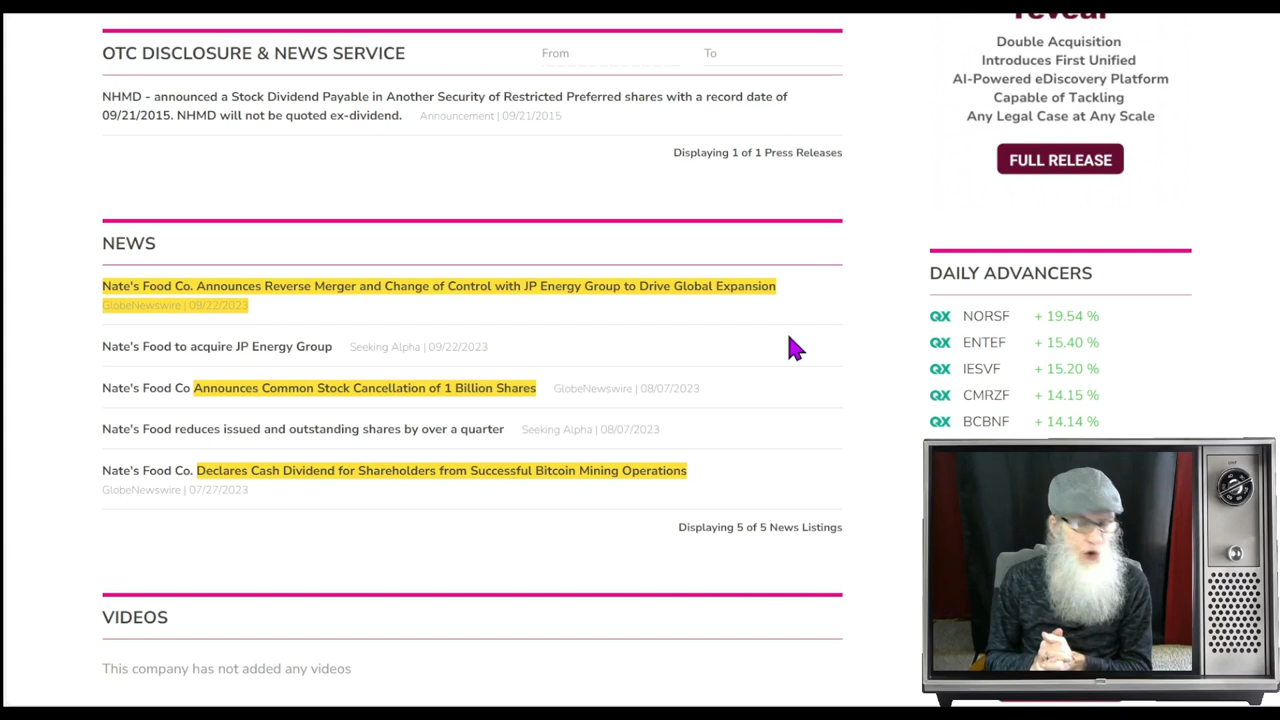 OTC DISCLOSURE & NEWS SERVICE
From
To
NHMD - announced a Stock Dividend Payable in Another Security of Restricted Preferred shares with a record date of
09/21/2015. NHMD will not be quoted ex-dividend. Announcement | 09/21/2015
Displaying 1 of 1 Press Releases
NEWS
Nate's Food Co. Announces Reverse Merger and Change of Control with JP Energy Group to Drive Global Expansion
GlobeNewswire | 09/22/2023
Nate's Food to acquire JP Energy Group Seeking Alpha | 09/22/2023
Nate's Food Co Announces Common Stock Cancellation of 1 Billion Shares GlobeNewswire | 08/07/2023
Nate's Food reduces issued and outstanding shares by over a quarter Seeking Alpha | 08/07/2023
Nate's Food Co. Declares Cash Dividend for Shareholders from Successful Bitcoin Mining Operations
GlobeNewswire | 07/27/2023
Displaying 5 of 5 News Listings
VIDEOS
This company has not added any videos
reveal
Double Acquisition
Introduces First Unified
AI-Powered eDiscovery Platform
Capable of Tackling
Any Legal Case at Any Scale
FULL RELEASE
DAILY ADVANCERS
QX NORSF + 19.54 %
QX ENTEF + 15.40 %
QX IESVF + 15.20 %
QX CMRZF + 14.15 %
QX BCBNF + 14.14 %